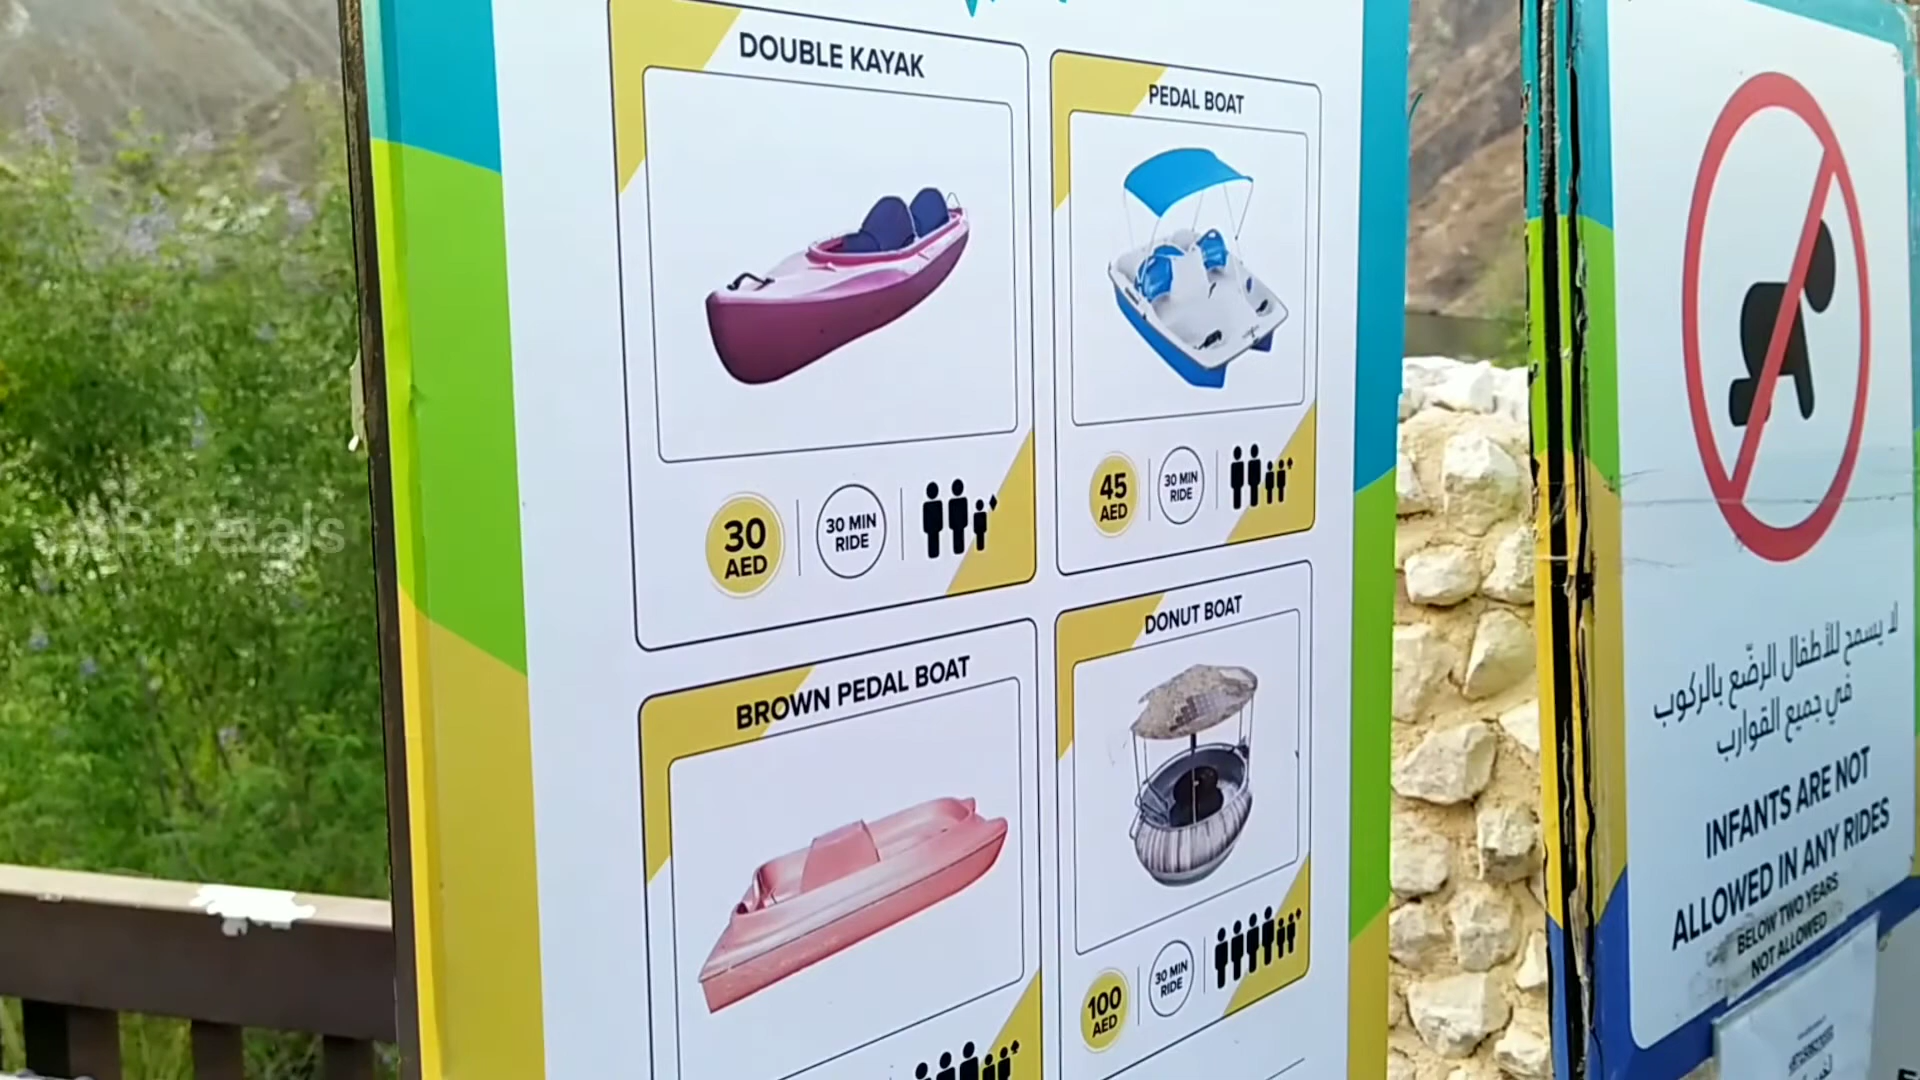 DOUBLE KAYAK
30
AED
30 MIN
RIDE
PEDAL BOAT
45
AED
30 MIN
RIDE
BROWN PEDAL BOAT
DONUT BOAT
100
AED
30 MIN
RIDE
لا يسمح للأطفال الرضّع بالركوب
في جميع القوارب
INFANTS ARE NOT
ALLOWED IN ANY RIDES
BELOW TWO YEARS
NOT ALLOWED